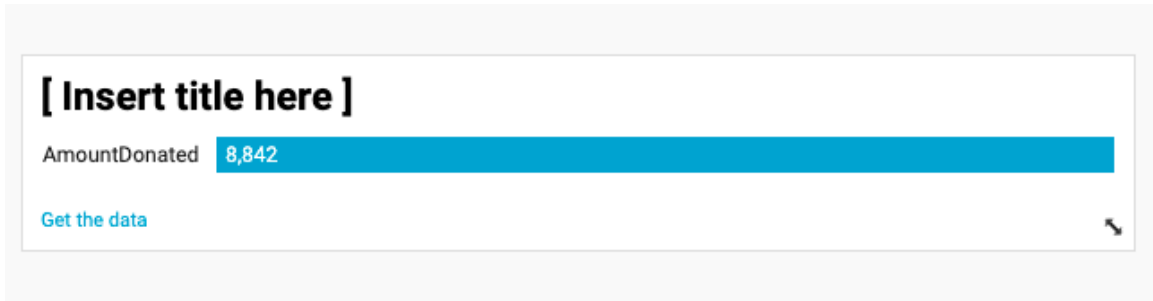 [ Insert title here ]
AmountDonated 8,842
Get the data